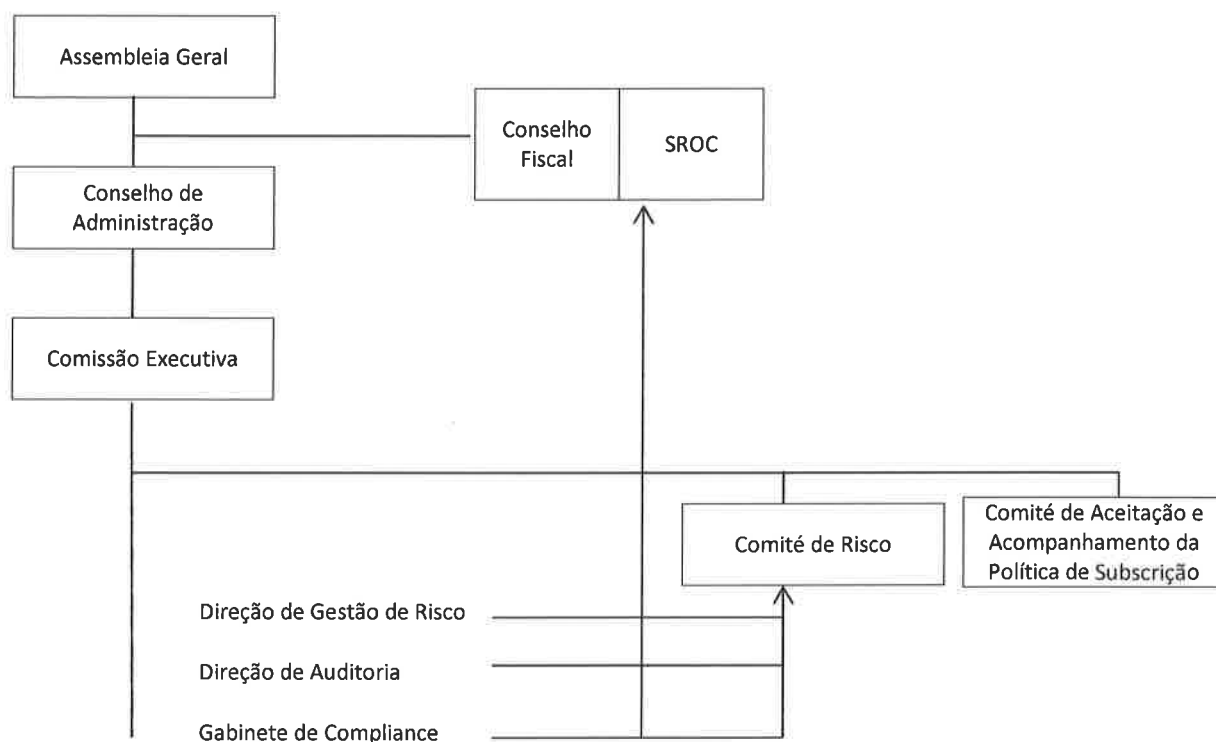 Assembleia Geral
Conselho
Fiscal
SROC
Conselho de
Administração
Comissão Executiva
Comité de Risco
Comité de Aceitação e
Acompanhamento da
Política de Subscrição
Direção de Gestão de Risco
Direção de Auditoria
Gabinete de Compliance